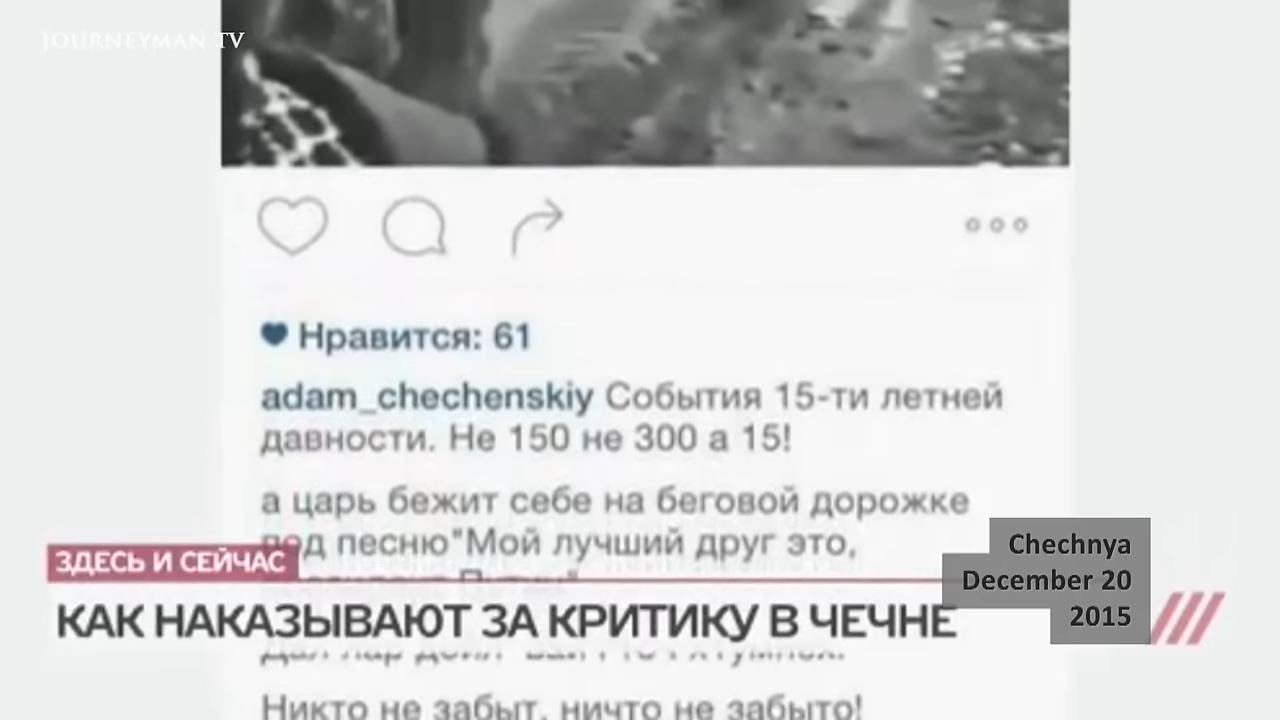 JOURNEYMAN.TV
Нравится: 61
adam_chechenskiy События 15-ти летней
давности. Не 150 не 300 а 15!
а царь бежит себе на беговой дорожке
под песню"Мой лучший друг это,
Путин"
ЗДЕСЬ И СЕЙЧАС
КАК НАКАЗЫВАЮТ ЗА КРИТИКУ В ЧЕЧНЕ
Chechnya
December 20
2015
Никто не забыт, ничто не забыто!